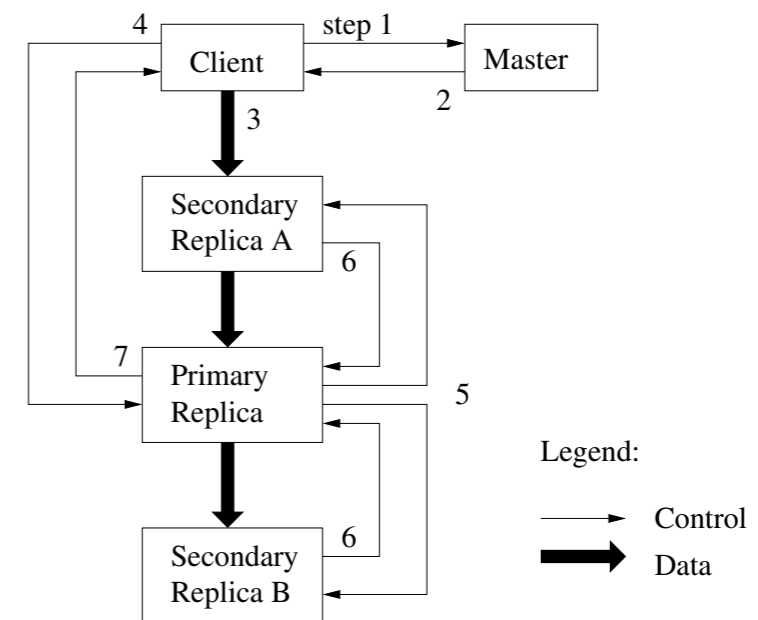 4
step 1
Client
Master
2
3
Secondary
Replica A
6
7
Primary
Replica
5
6
Secondary
Replica B
Legend:
Control
Data